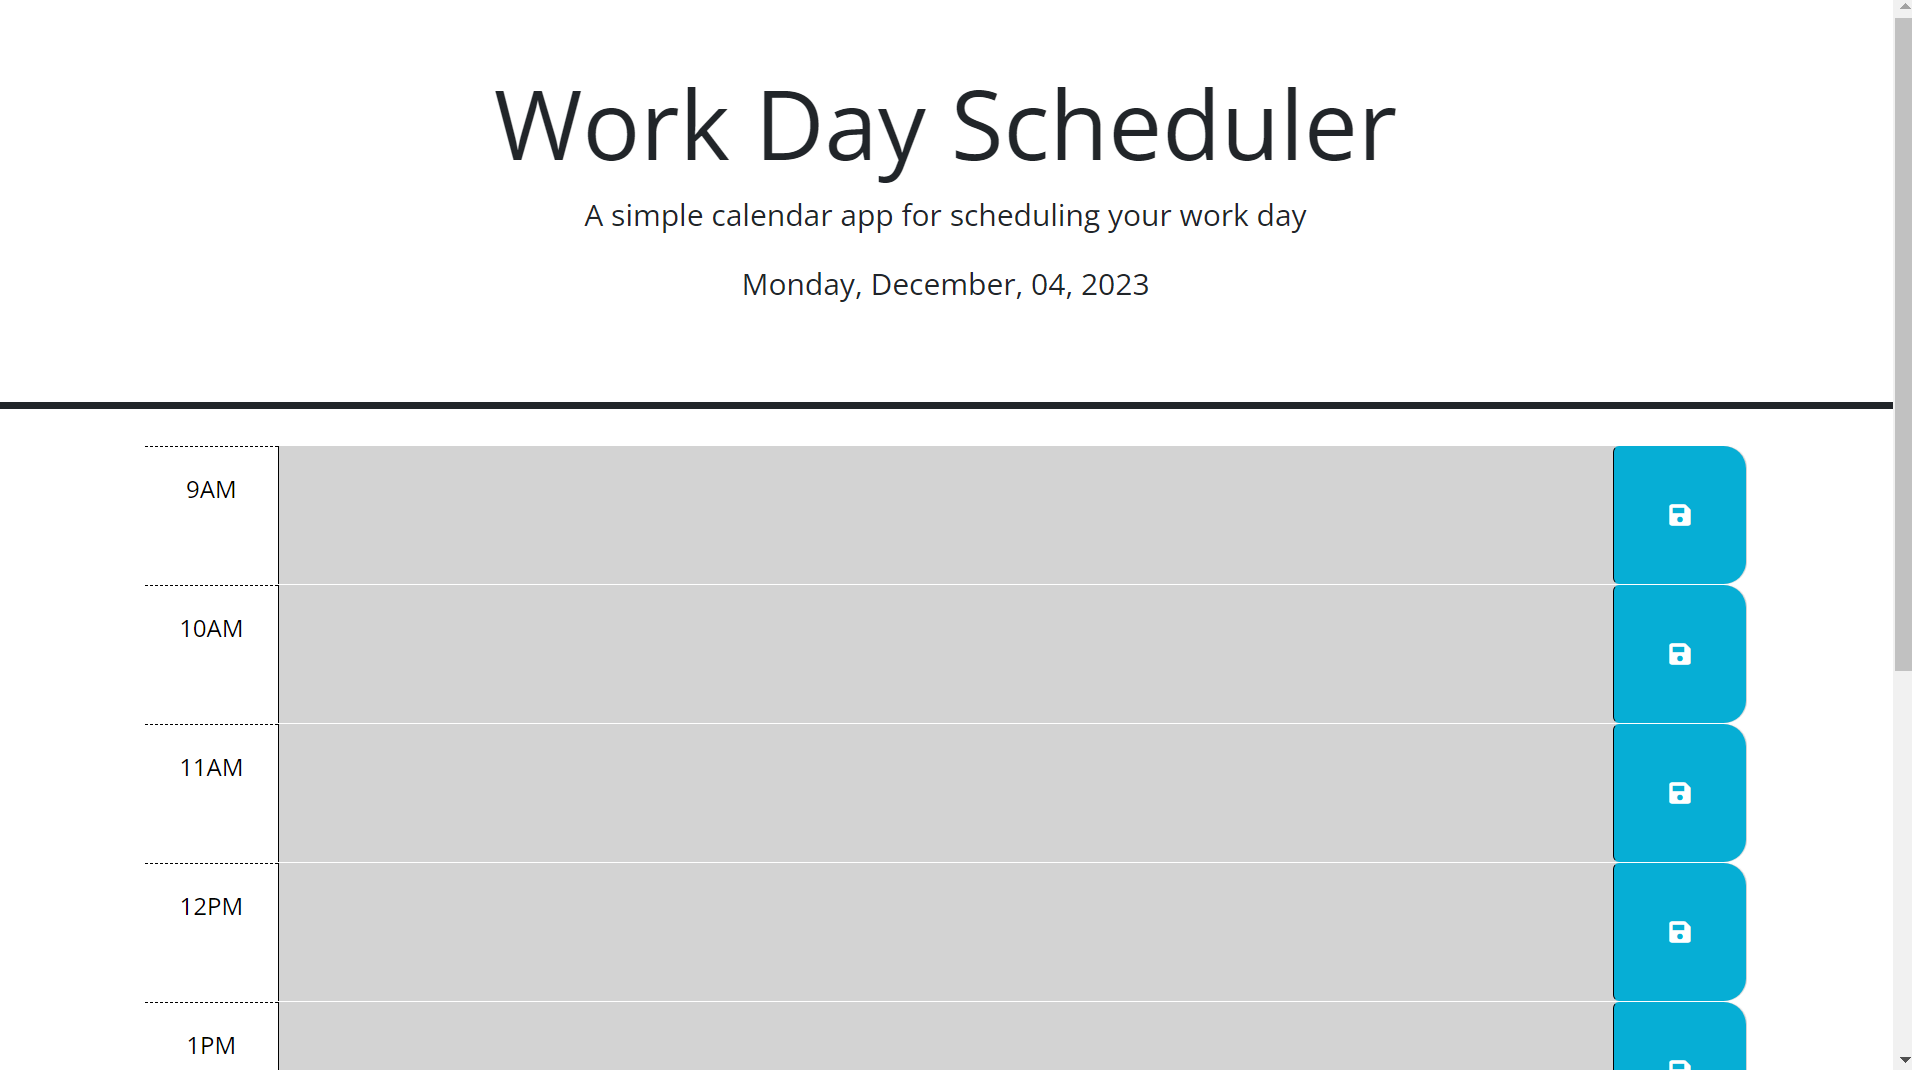 Work Day Scheduler
A simple calendar app for scheduling your work day
Monday, December, 04, 2023
9AM
10AM
11AM
12PM
1PM